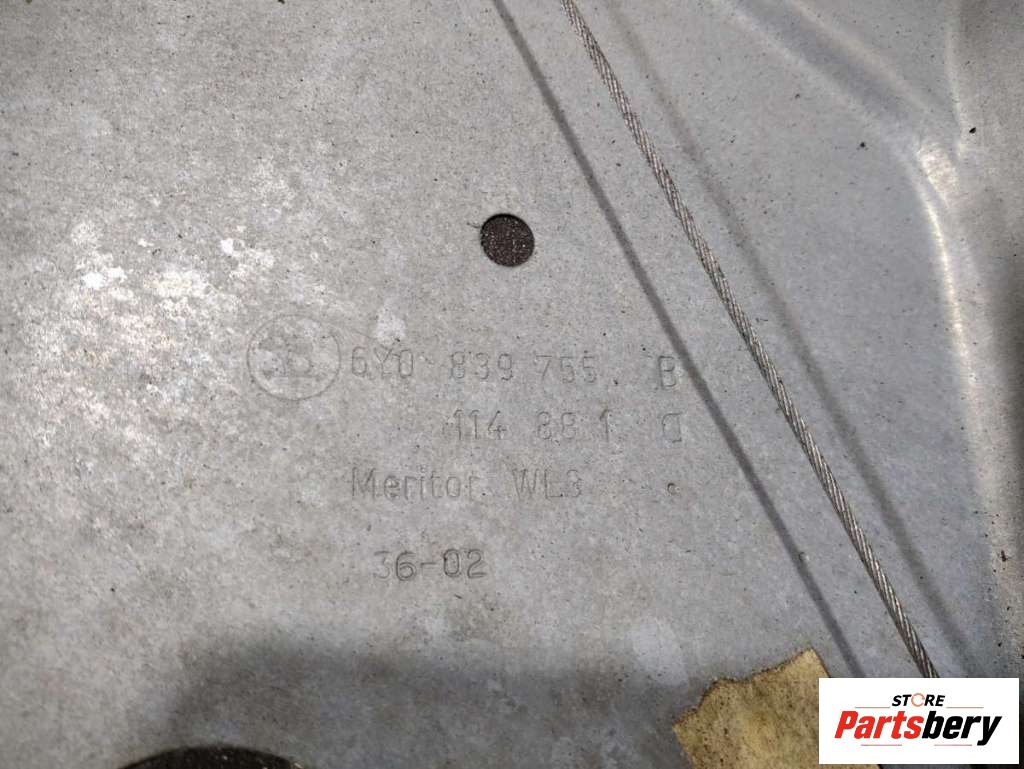 6Y0 839 755 B
114 88 1 D
Meritor WL3
36-02
STORE
Partsbery